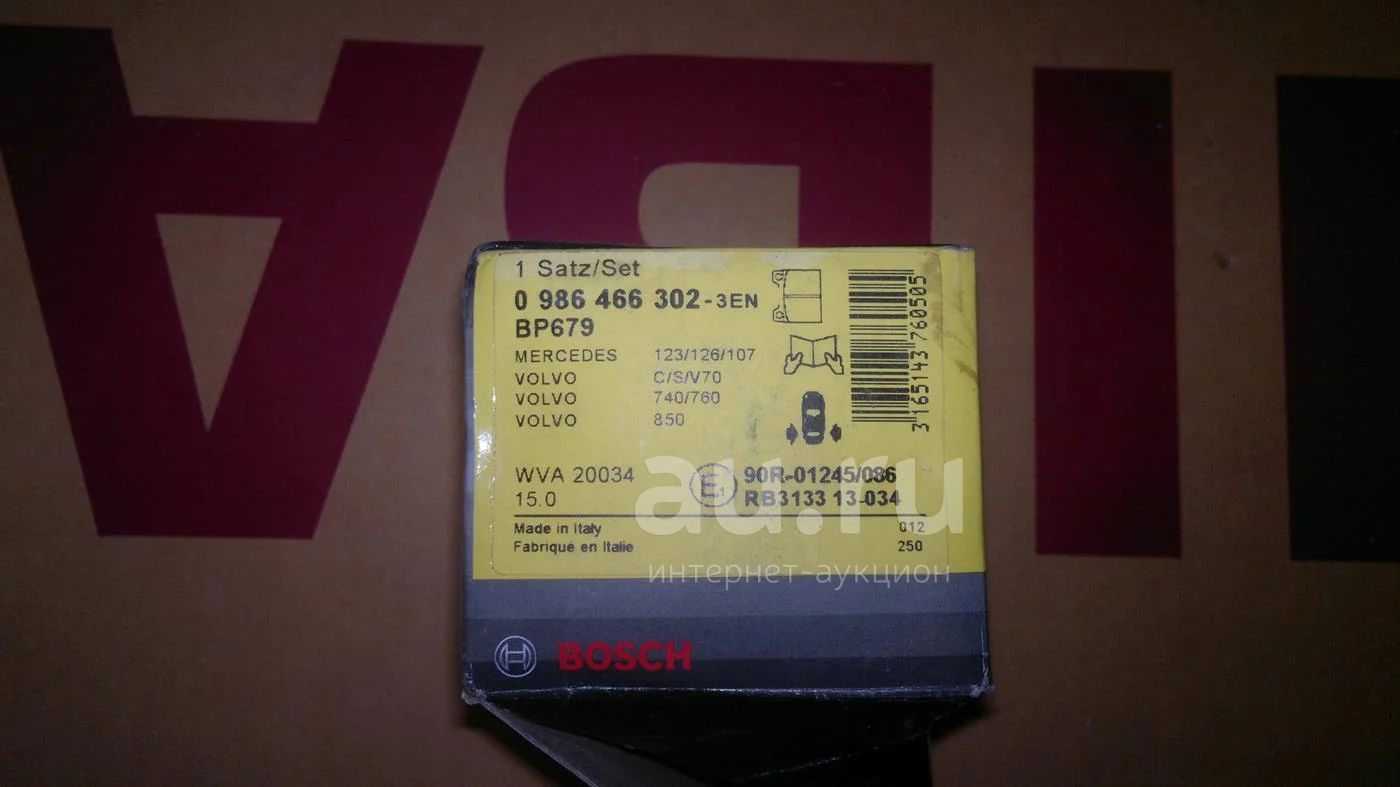 1 Satz/Set
0 986 466 302-3EN
BP679
MERCEDES 123/126/107
VOLVO C/S/V70
VOLVO 740/760
VOLVO 850
3165143760505
WVA 20034
15.0
E1
90R-01245/086
RB3133 13-034
Made in Italy 012
Fabriqué en Italie 250
BOSCH
au.ru
интернет-аукцион